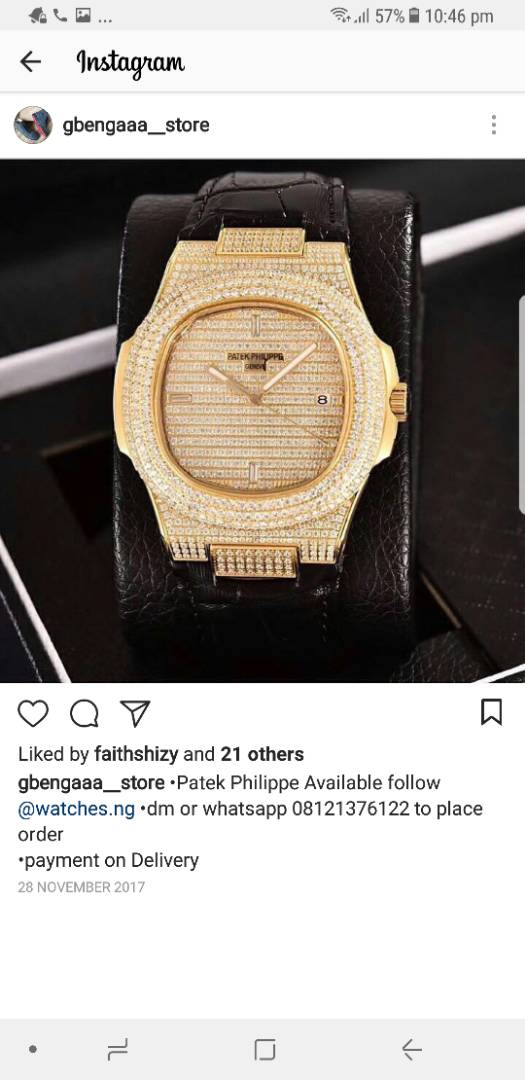 ... 57% 10:46 pm
Instagram
gbengaaa__store
PATEK PHILIPPE
GENEVE
8
Liked by faithshizy and 21 others
gbengaaa__store •Patek Philippe Available follow
@watches.ng •dm or whatsapp 08121376122 to place
order
•payment on Delivery
28 NOVEMBER 2017